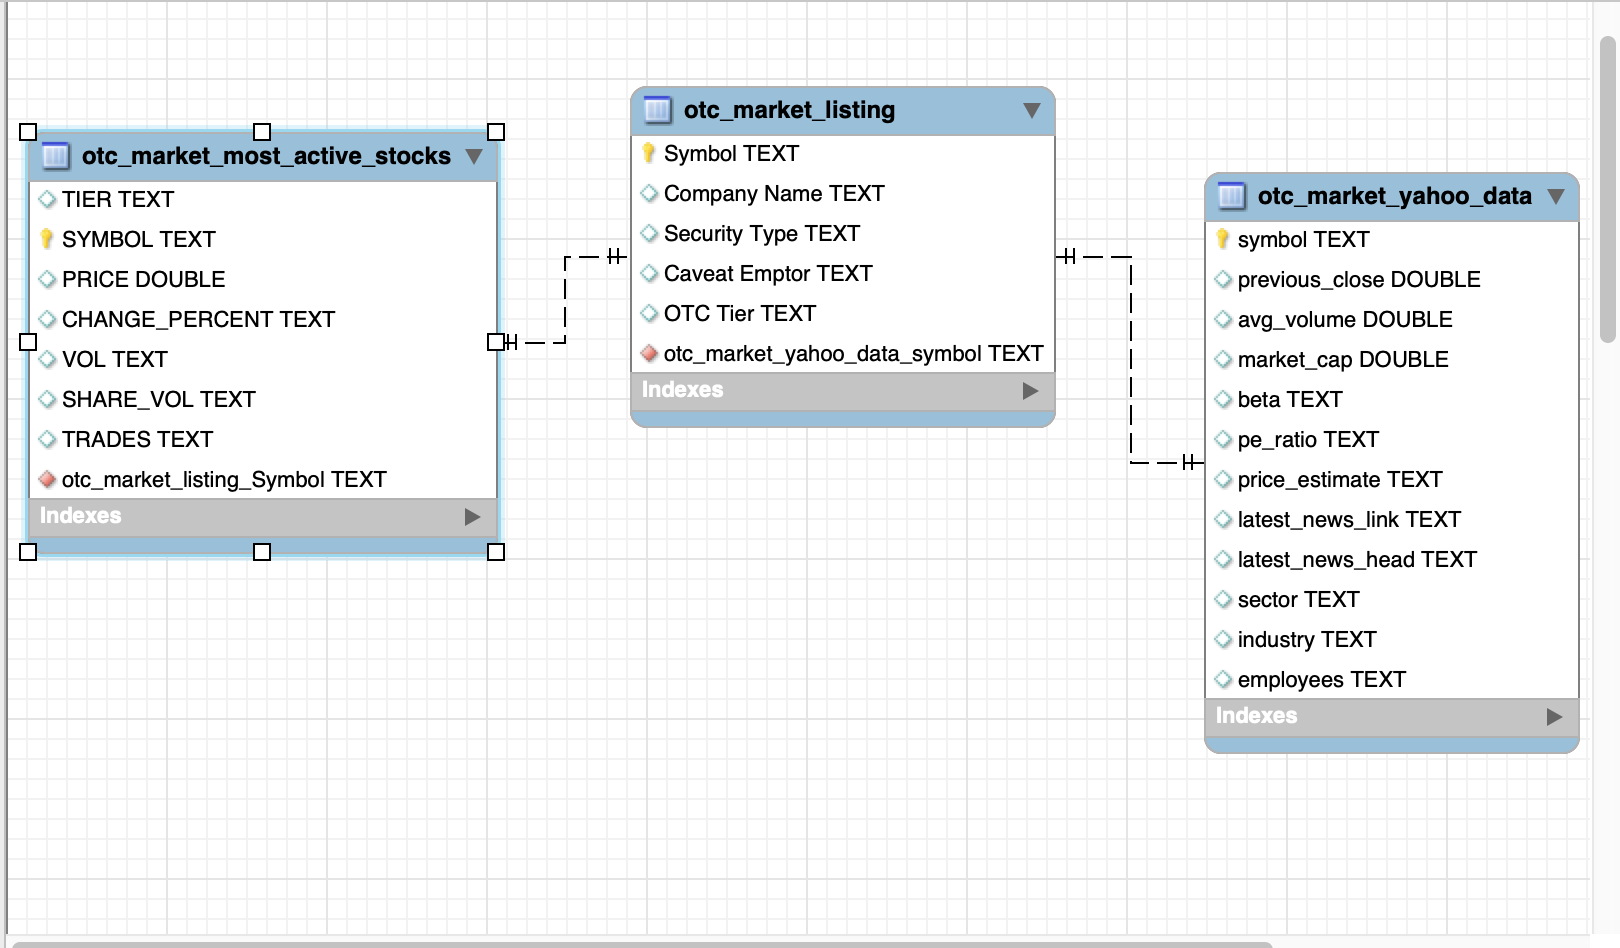 otc_market_most_active_stocks
TIER TEXT
SYMBOL TEXT
PRICE DOUBLE
CHANGE_PERCENT TEXT
VOL TEXT
SHARE_VOL TEXT
TRADES TEXT
otc_market_listing_Symbol TEXT
Indexes
otc_market_listing
Symbol TEXT
Company Name TEXT
Security Type TEXT
Caveat Emptor TEXT
OTC Tier TEXT
otc_market_yahoo_data_symbol TEXT
Indexes
otc_market_yahoo_data
symbol TEXT
previous_close DOUBLE
avg_volume DOUBLE
market_cap DOUBLE
beta TEXT
pe_ratio TEXT
price_estimate TEXT
latest_news_link TEXT
latest_news_head TEXT
sector TEXT
industry TEXT
employees TEXT
Indexes